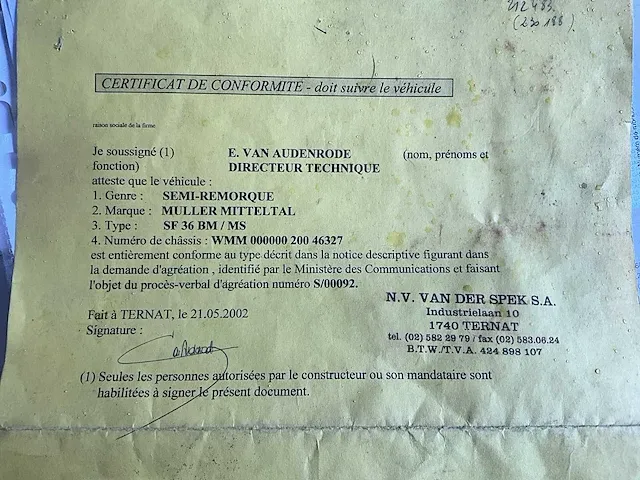 212 483
(230 188)
CERTIFICAT DE CONFORMITE - doit suivre le véhicule
raison sociale de la firme
Je soussigné (1) E. VAN AUDENRODE (nom, prénoms et
fonction) DIRECTEUR TECHNIQUE
atteste que le véhicule :
1. Genre : SEMI-REMORQUE
2. Marque : MULLER MITTELTAL
3. Type : SF 36 BM / MS
4. Numéro de châssis : WMM 000000 200 46327
est entièrement conforme au type décrit dans la notice descriptive figurant dans
la demande d'agréation , identifié par le Ministère des Communications et faisant
l'objet du procès-verbal d'agréation numéro S/00092.
Fait à TERNAT, le 21.05.2002
Signature :
N.V. VAN DER SPEK S.A.
Industrielaan 10
1740 TERNAT
tel. (02) 582 29 79 / fax (02) 583.06.24
B.T.W./T.V.A. 424 898 107
(1) Seules les personnes autorisées par le constructeur ou son mandataire sont
habilitées à signer le présent document.